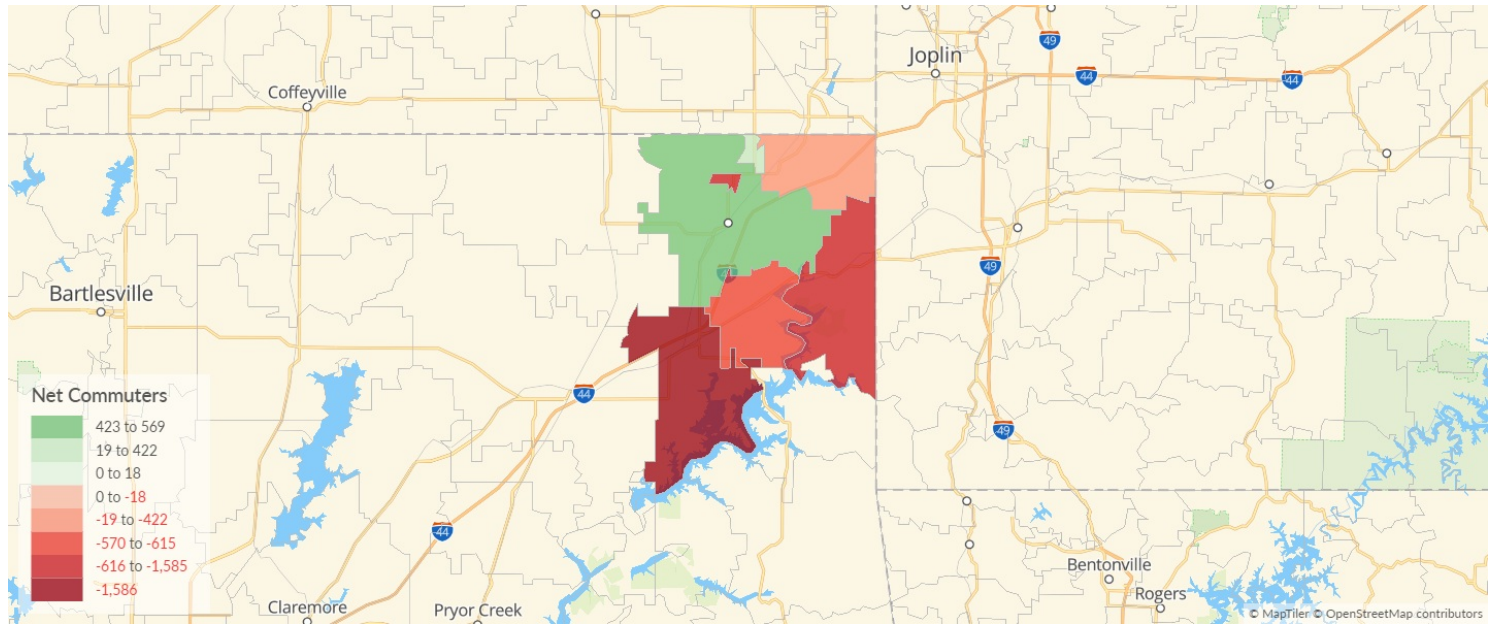 Joplin
49
44
44
Coffeyville
49
Bartlesville
44
49
Net Commuters
423 to 569
19 to 422
0 to 18
0 to -18
-19 to -422
-570 to -615
-616 to -1,585
-1,586
44
Bentonville
Rogers
Claremore
Pryor Creek
© MapTiler © OpenStreetMap contributors